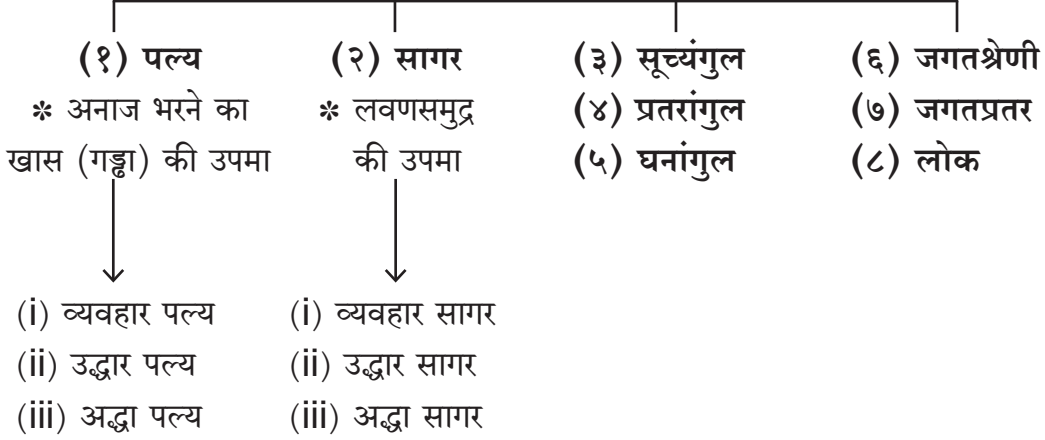 (१) पल्य
✽ अनाज भरने का
खास (गड्ढा) की उपमा
(i) व्यवहार पल्य
(ii) उद्धार पल्य
(iii) अद्धा पल्य
(२) सागर
✽ लवणसमुद्र
की उपमा
(i) व्यवहार सागर
(ii) उद्धार सागर
(iii) अद्धा सागर
(३) सूच्यंगुल
(४) प्रतरांगुल
(५) घनांगुल
(६) जगतश्रेणी
(७) जगतप्रतर
(८) लोक